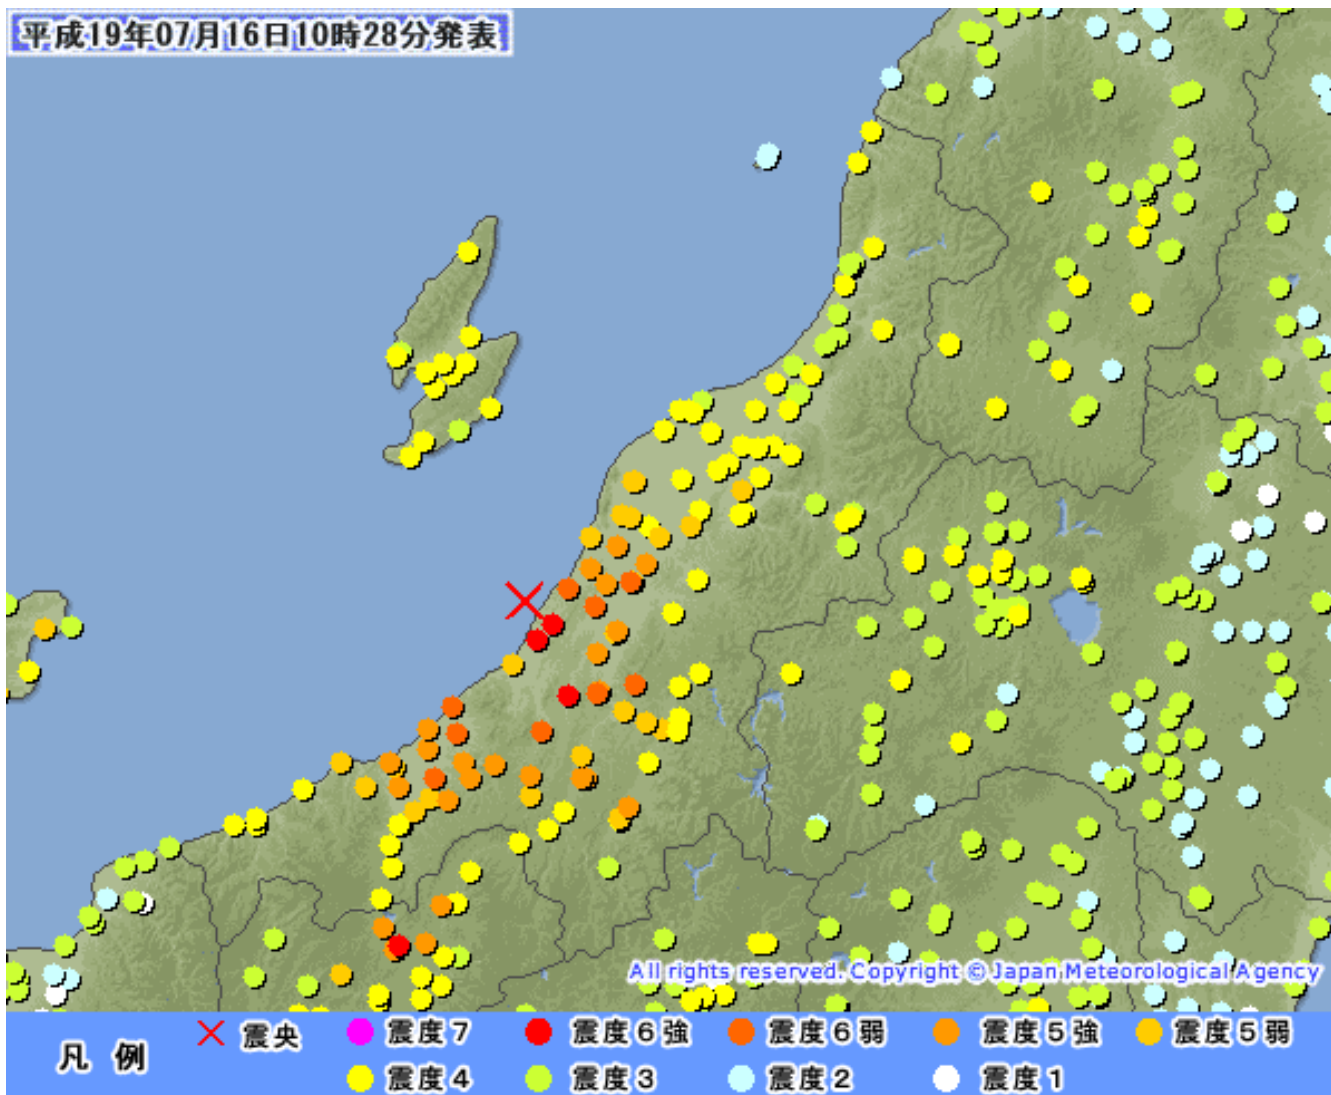 平成19年07月16日10時28分発表
All rights reserved. Copyright © Japan Meteorological Agency
凡 例
震央 震度7 震度6強 震度6弱 震度5強 震度5弱
震度4 震度3 震度2 震度1